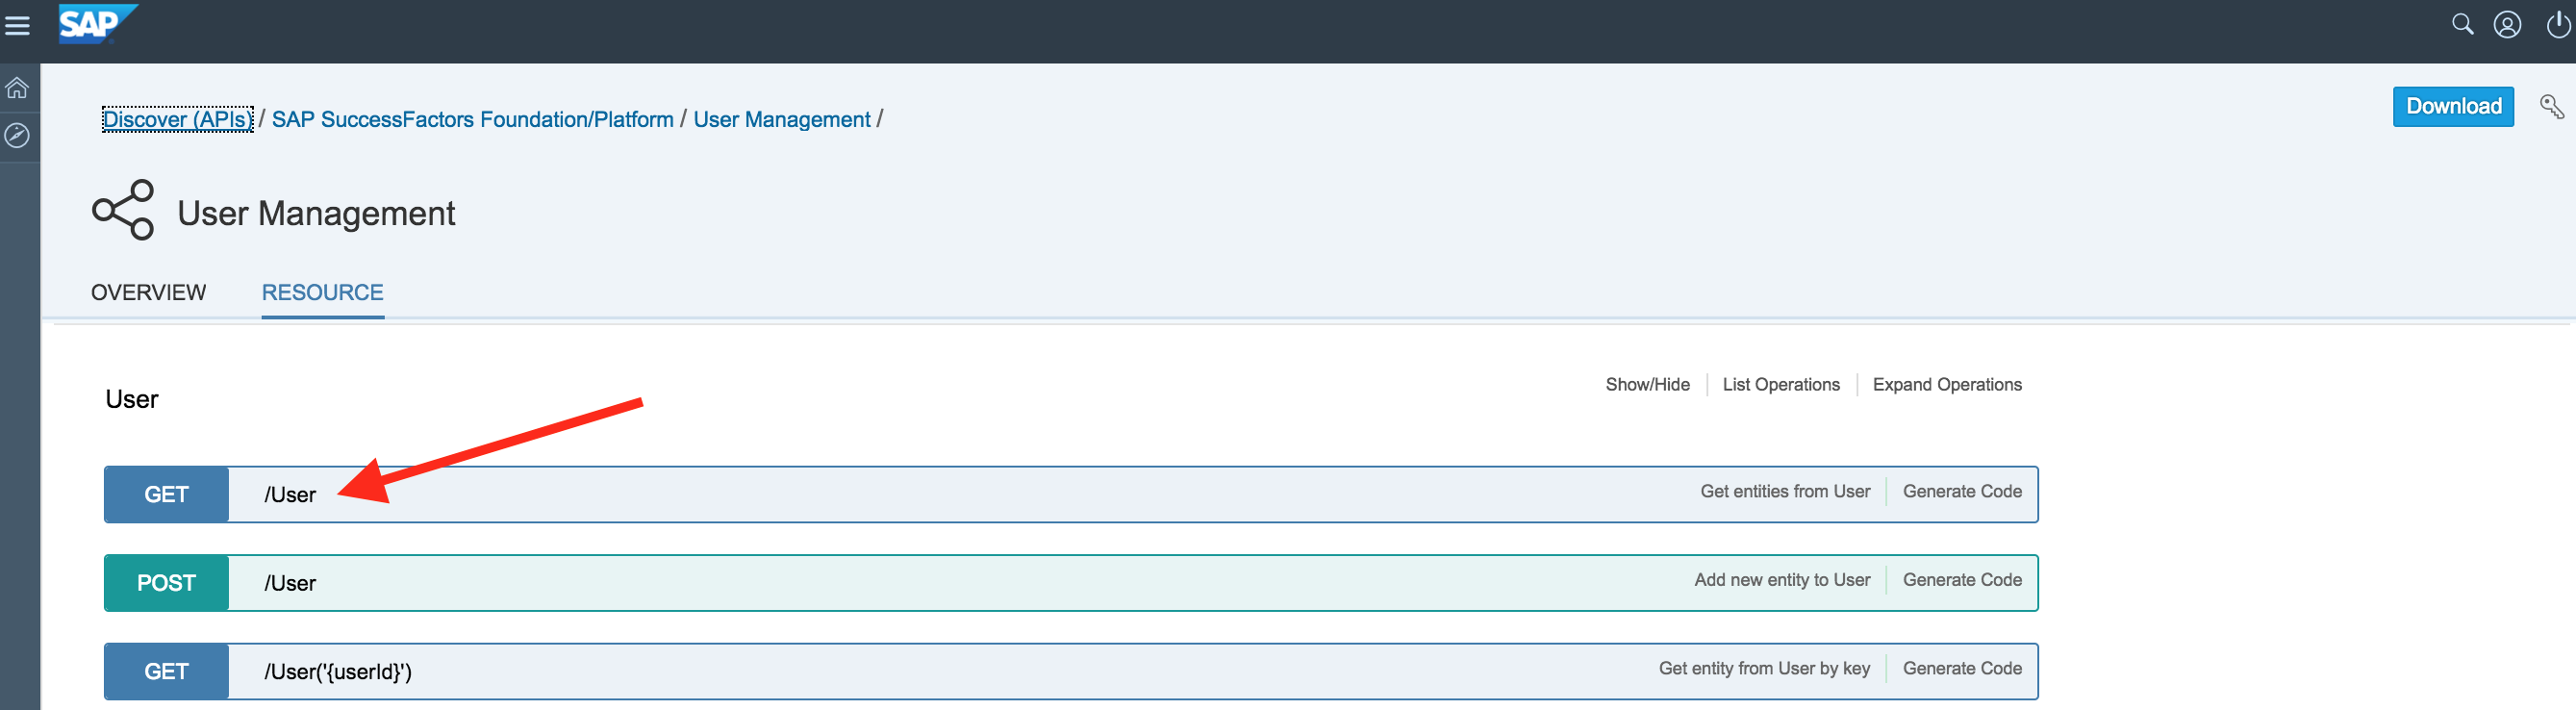 SAP
Discover (APIs) / SAP SuccessFactors Foundation/Platform / User Management /
Download
User Management
OVERVIEW RESOURCE
User
Show/Hide List Operations Expand Operations
GET /User Get entities from User Generate Code
POST /User Add new entity to User Generate Code
GET /User('{userId}') Get entity from User by key Generate Code